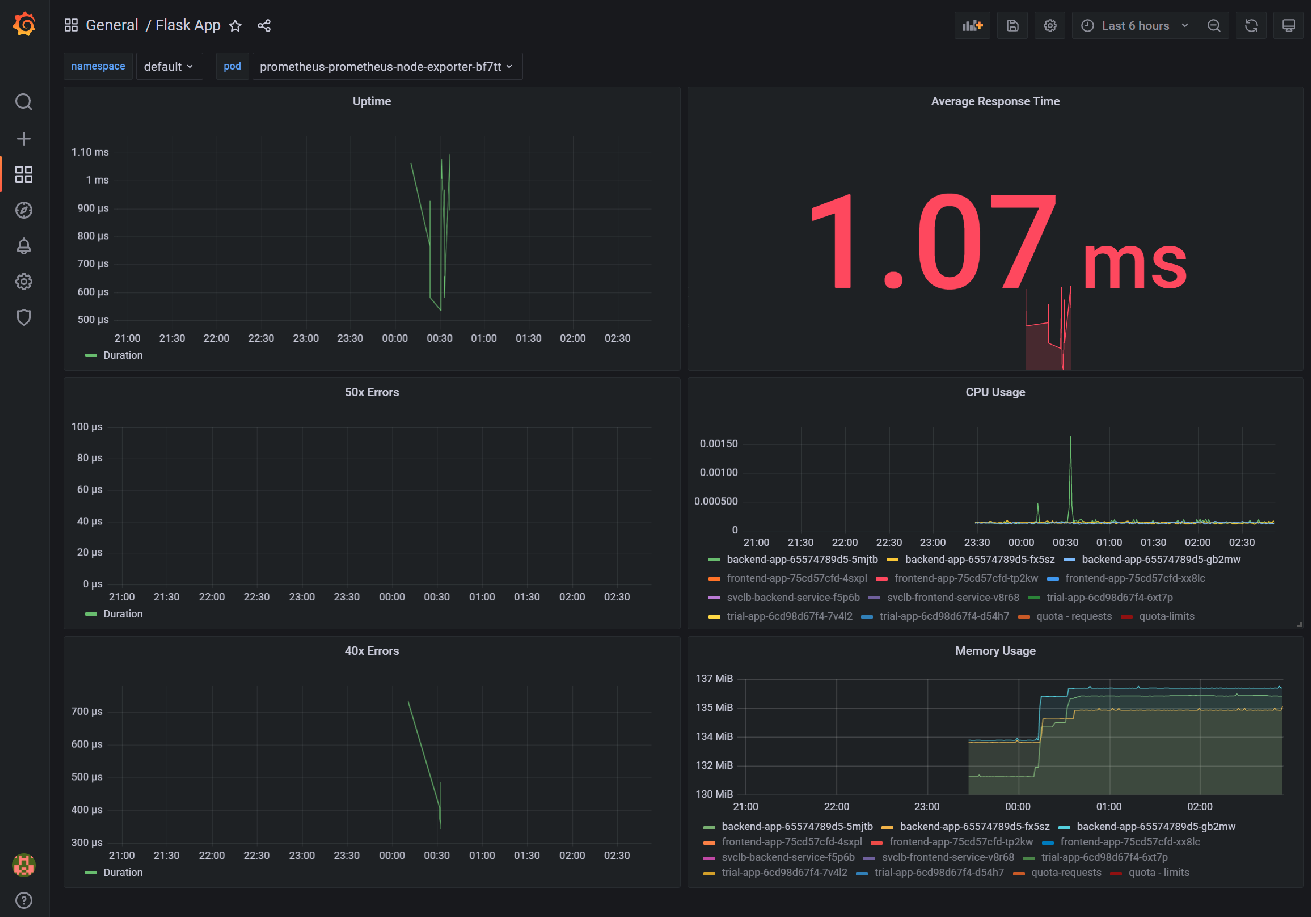 General / Flask App
Last 6 hours
namespace default pod prometheus-prometheus-node-exporter-bf7tt
Uptime
1.10 ms
1 ms
900 µs
800 µs
700 µs
600 µs
500 µs
21:00 21:30 22:00 22:30 23:00 23:30 00:00 00:30 01:00 01:30 02:00 02:30
Duration
Average Response Time
1.07 ms
50x Errors
100 µs
80 µs
60 µs
40 µs
20 µs
0 µs
21:00 21:30 22:00 22:30 23:00 23:30 00:00 00:30 01:00 01:30 02:00 02:30
Duration
CPU Usage
0.00150
0.00100
0.000500
0
21:00 21:30 22:00 22:30 23:00 23:30 00:00 00:30 01:00 01:30 02:00 02:30
backend-app-65574789d5-5mjtb backend-app-65574789d5-fx5sz backend-app-65574789d5-gb2mw
frontend-app-75cd57cfd-4sxpl frontend-app-75cd57cfd-tp2kw frontend-app-75cd57cfd-xx8lc
svclb-backend-service-f5p6b svclb-frontend-service-v8r68 trial-app-6cd98d67f4-6xt7p
trial-app-6cd98d67f4-7v4l2 trial-app-6cd98d67f4-d54h7 quota - requests quota-limits
40x Errors
700 µs
600 µs
500 µs
400 µs
300 µs
21:00 21:30 22:00 22:30 23:00 23:30 00:00 00:30 01:00 01:30 02:00 02:30
Duration
Memory Usage
137 MiB
135 MiB
134 MiB
132 MiB
130 MiB
21:00 22:00 23:00 00:00 01:00 02:00
backend-app-65574789d5-5mjtb backend-app-65574789d5-fx5sz backend-app-65574789d5-gb2mw
frontend-app-75cd57cfd-4sxpl frontend-app-75cd57cfd-tp2kw frontend-app-75cd57cfd-xx8lc
svclb-backend-service-f5p6b svclb-frontend-service-v8r68 trial-app-6cd98d67f4-6xt7p
trial-app-6cd98d67f4-7v4l2 trial-app-6cd98d67f4-d54h7 quota-requests quota - limits